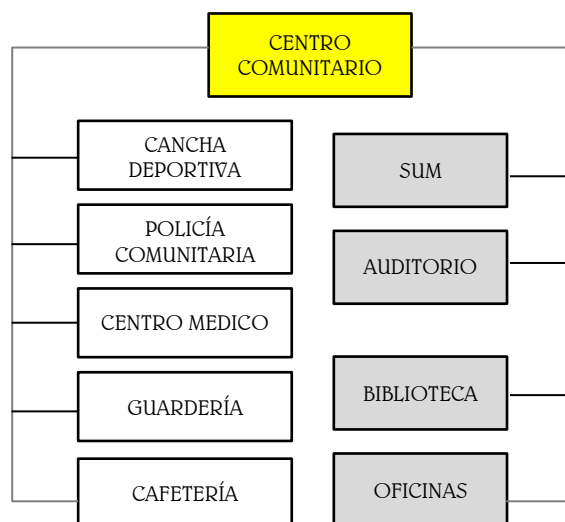 CENTRO
COMUNITARIO
CANCHA
DEPORTIVA
POLICÍA
COMUNITARIA
CENTRO MEDICO
GUARDERÍA
CAFETERÍA
SUM
AUDITORIO
BIBLIOTECA
OFICINAS